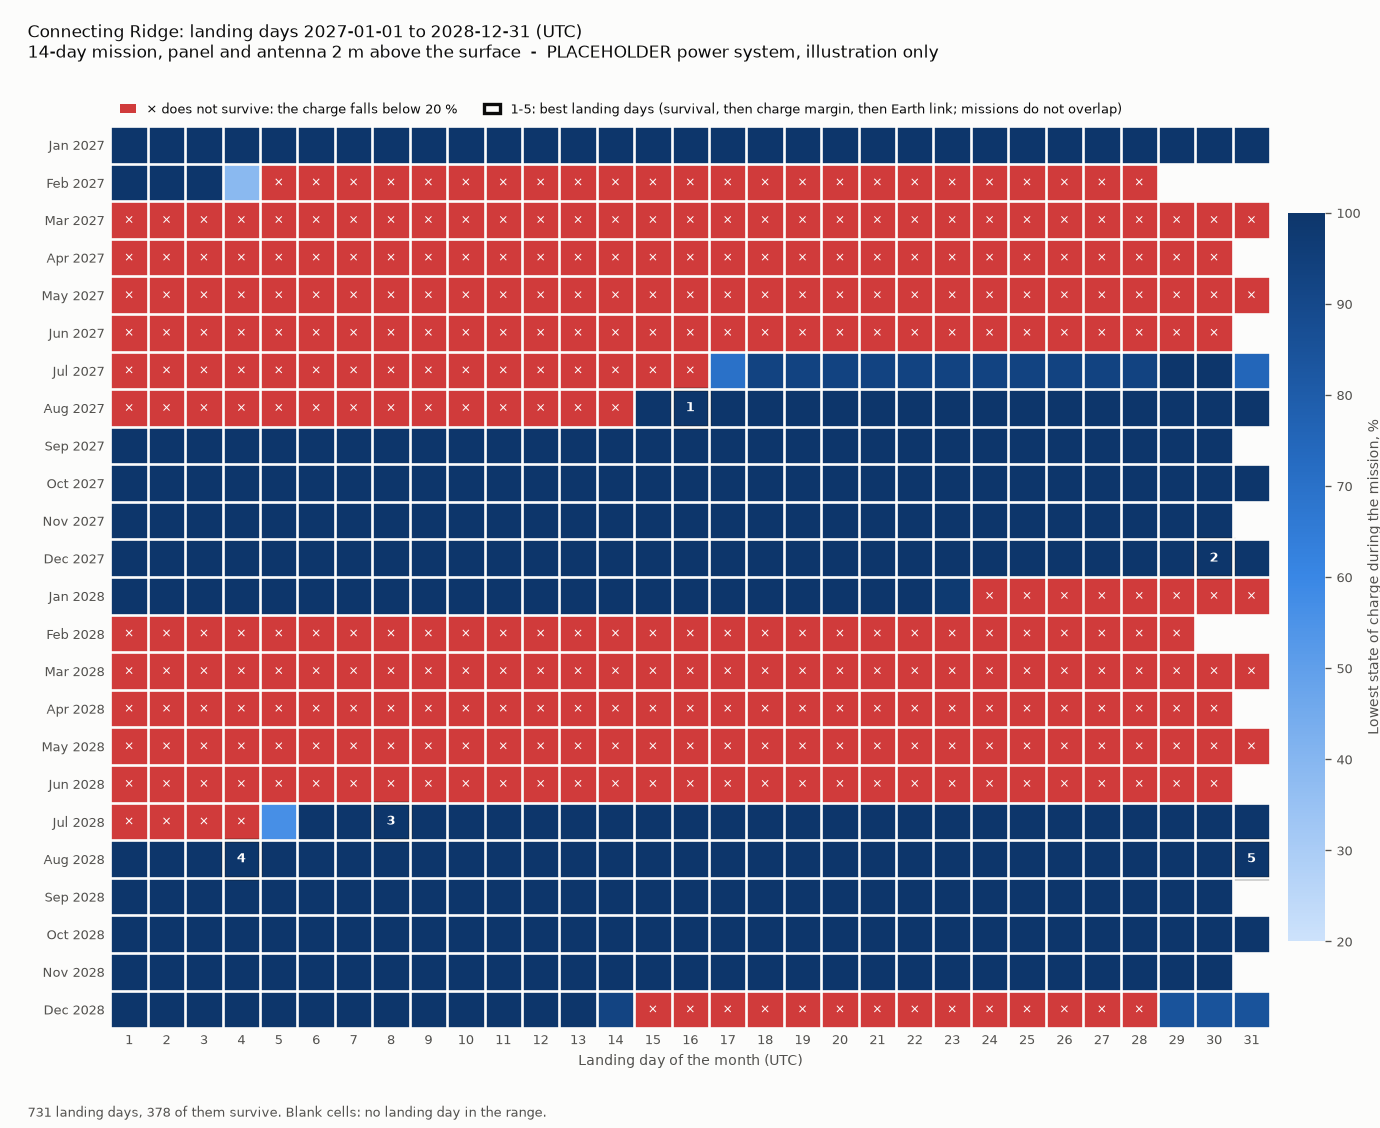 Connecting Ridge: landing days 2027-01-01 to 2028-12-31 (UTC)
14-day mission, panel and antenna 2 m above the surface  -  PLACEHOLDER power system, illustration only
× does not survive: the charge falls below 20 %
1-5: best landing days (survival, then charge margin, then Earth link; missions do not overlap)
Jan 2027
Feb 2027 × × × × × × × × × × × × × × × × × × × × × × × ×
Mar 2027 × × × × × × × × × × × × × × × × × × × × × × × × × × × × × × ×
Apr 2027 × × × × × × × × × × × × × × × × × × × × × × × × × × × × × ×
May 2027 × × × × × × × × × × × × × × × × × × × × × × × × × × × × × × ×
Jun 2027 × × × × × × × × × × × × × × × × × × × × × × × × × × × × × ×
Jul 2027 × × × × × × × × × × × × × × × ×
Aug 2027 × × × × × × × × × × × × × × 1
Sep 2027
Oct 2027
Nov 2027
Dec 2027 2
Jan 2028 × × × × × × × ×
Feb 2028 × × × × × × × × × × × × × × × × × × × × × × × × × × × × ×
Mar 2028 × × × × × × × × × × × × × × × × × × × × × × × × × × × × × × ×
Apr 2028 × × × × × × × × × × × × × × × × × × × × × × × × × × × × × ×
May 2028 × × × × × × × × × × × × × × × × × × × × × × × × × × × × × × ×
Jun 2028 × × × × × × × × × × × × × × × × × × × × × × × × × × × × × ×
Jul 2028 × × × × 3
Aug 2028 4 5
Sep 2028
Oct 2028
Nov 2028
Dec 2028 × × × × × × × × × × × × × ×
1 2 3 4 5 6 7 8 9 10 11 12 13 14 15 16 17 18 19 20 21 22 23 24 25 26 27 28 29 30 31
Landing day of the month (UTC)
100
90
80
70
60
50
40
30
20
Lowest state of charge during the mission, %
731 landing days, 378 of them survive. Blank cells: no landing day in the range.